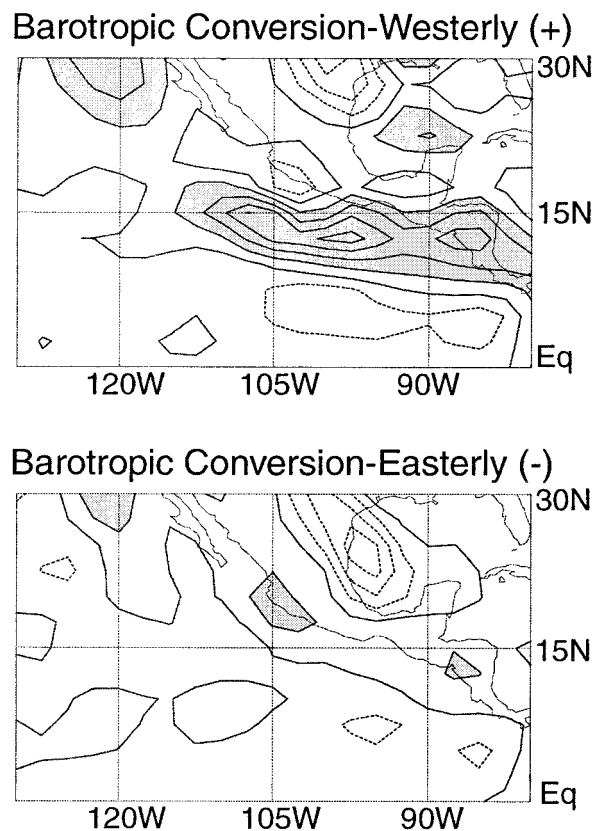 Barotropic Conversion-Westerly (+)
30N
15N
Eq
120W 105W 90W
Barotropic Conversion-Easterly (-)
30N
15N
Eq
120W 105W 90W